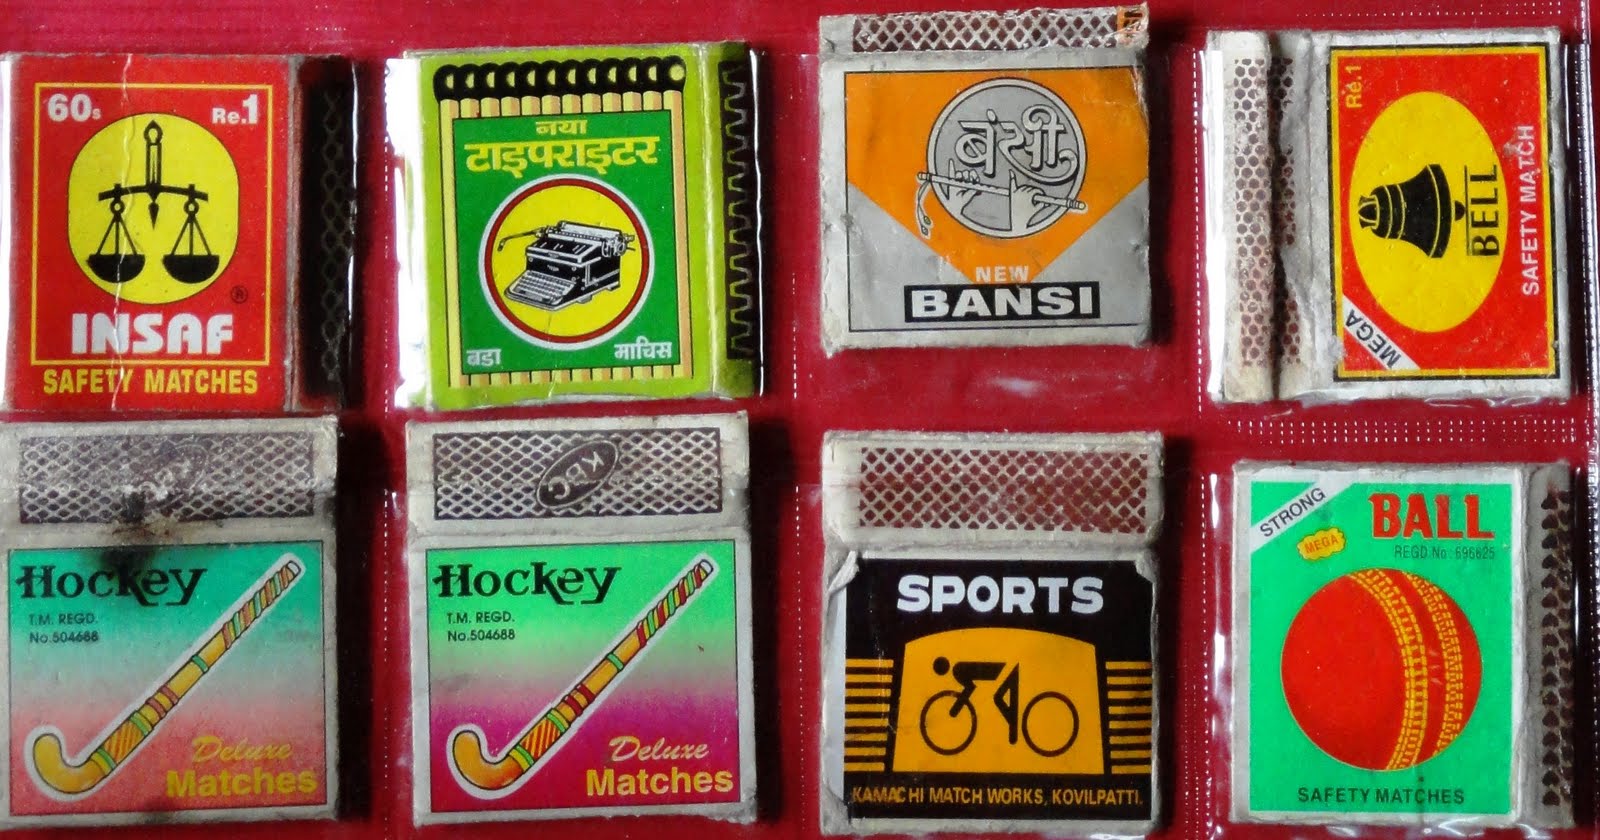 60s Re.1
INSAF
®
SAFETY MATCHES
नया
टाइपराइटर
बडा माचिस
बंसी
NEW
BANSI
Re.1
BELL
SAFETY MATCH
MEGA
Hockey
T.M. REGD.
No.504688
Deluxe
Matches
KEC
Hockey
T.M. REGD.
No.504688
Deluxe
Matches
SPORTS
KAMACHI MATCH WORKS, KOVILPATTI.
STRONG
MEGA
BALL
REGD.No:696625
SAFETY MATCHES